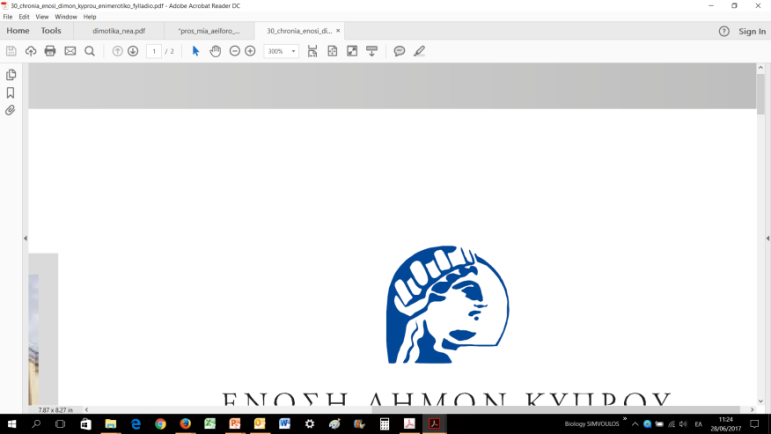 30_chronia_enosi_dimon_kyprou_enimerotiko_fylladio.pdf - Adobe Acrobat Reader DC
File Edit View Window Help
Home Tools dimotika_nea.pdf "pros_mia_aeiforo_... 30_chronia_enosi_di... × Sign In
1 / 2 300%
ΕΝΩΣΗ ΔΗΜΩΝ ΚΥΠΡΟΥ
7.87 x 8.27 in
Biology SIMVOULOS » ΕΛ 11:24
28/06/2017